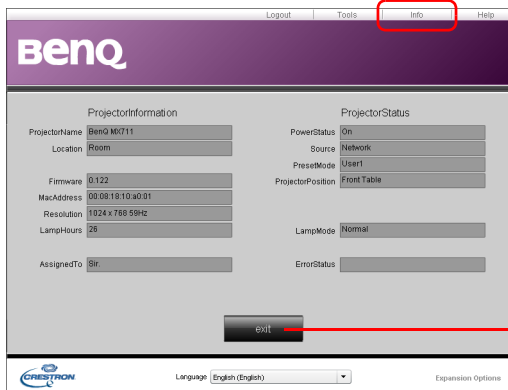 Logout Tools Info Help
BenQ
ProjectorInformation
ProjectorName BenQ MX711
Location Room
Firmware 0.122
MacAddress 00:08:18:10:a0:01
Resolution 1024 x 768 59Hz
LampHours 26
AssignedTo Sir.
ProjectorStatus
PowerStatus On
Source Network
PresetMode User1
ProjectorPosition Front Table
LampMode Normal
ErrorStatus
exit
CRESTRON Language English (English) Expansion Options